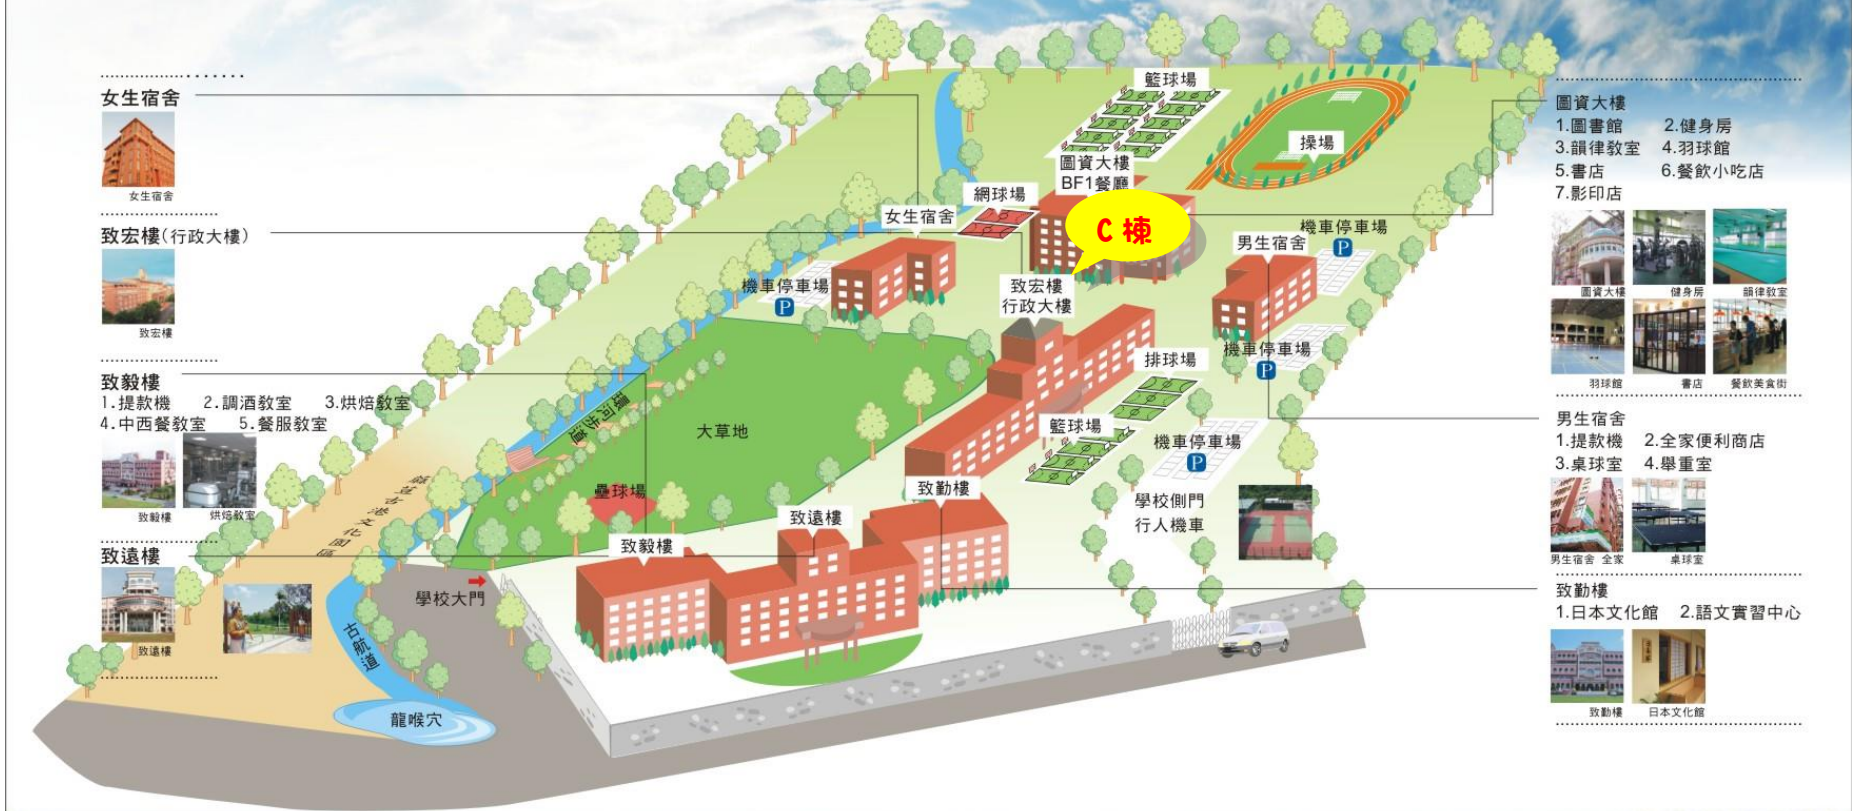 女生宿舍
女生宿舍
致宏樓(行政大樓)
致宏樓
致毅樓
1.提款機 2.調酒教室 3.烘焙教室
4.中西餐教室 5.餐服教室
致毅樓 烘焙教室
致遠樓
致遠樓
籃球場
操場
圖資大樓
BF1餐廳
C棟
網球場
女生宿舍
機車停車場
P
男生宿舍
機車停車場
P
致宏樓
行政大樓
機車停車場
P
排球場
籃球場
機車停車場
P
大草地
環河步道
壘球場
致勤樓
致遠樓
致毅樓
學校側門
行人機車
學校大門
古航道
龍喉穴
圖資大樓
1.圖書館 2.健身房
3.韻律教室 4.羽球館
5.書店 6.餐飲小吃店
7.影印店
圖資大樓 健身房 韻律教室
羽球館 書店 餐飲美食街
男生宿舍
1.提款機 2.全家便利商店
3.桌球室 4.舉重室
男生宿舍 全家 桌球室
致勤樓
1.日本文化館 2.語文實習中心
致勤樓 日本文化館